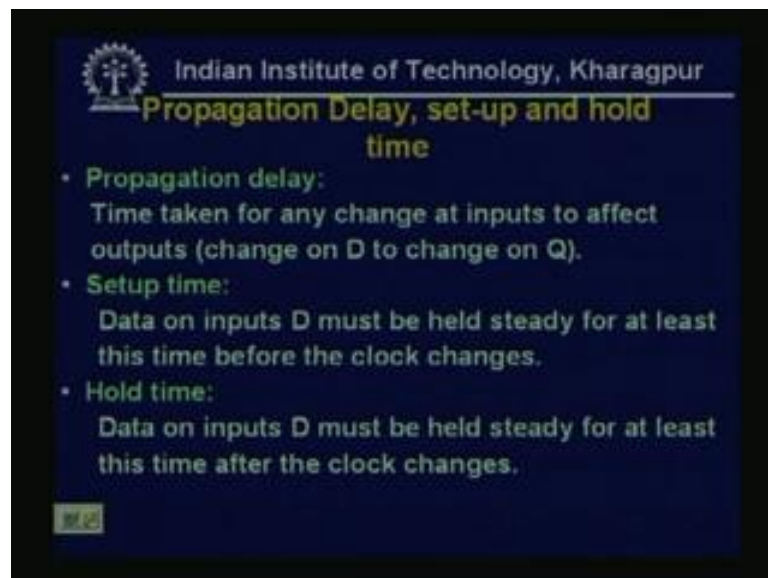 Indian Institute of Technology, Kharagpur
Propagation Delay, set-up and hold
time
• Propagation delay:
Time taken for any change at inputs to affect
outputs (change on D to change on Q).
• Setup time:
Data on inputs D must be held steady for at least
this time before the clock changes.
• Hold time:
Data on inputs D must be held steady for at least
this time after the clock changes.